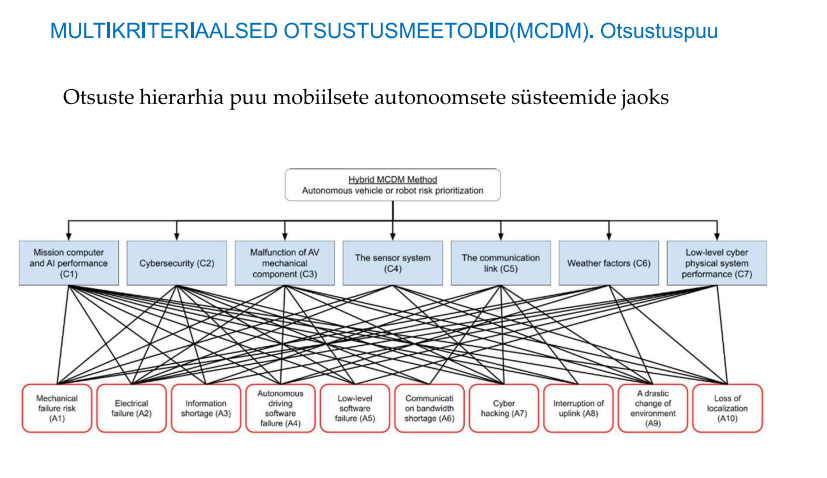 MULTIKRITERIAALSED OTSUSTUSMEETODID(MCDM). Otsustuspuu
Otsuste hierarhia puu mobiilsete autonoomsete süsteemide jaoks
Hybrid MCDM Method
Autonomous vehicle or robot risk prioritization
Mission computer
and AI performance
(C1)
Cybersecurity (C2)
Malfunction of AV
mechanical
component (C3)
The sensor system
(C4)
The communication
link (C5)
Weather factors (C6)
Low-level cyber
physical system
performance (C7)
Mechanical
failure risk
(A1)
Electrical
failure (A2)
Information
shortage (A3)
Autonomous
driving
software
failure (A4)
Low-level
software
failure (A5)
Communicati
on bandwidth
shortage (A6)
Cyber
hacking (A7)
Interruption of
uplink (A8)
A drastic
change of
environment
(A9)
Loss of
localization
(A10)